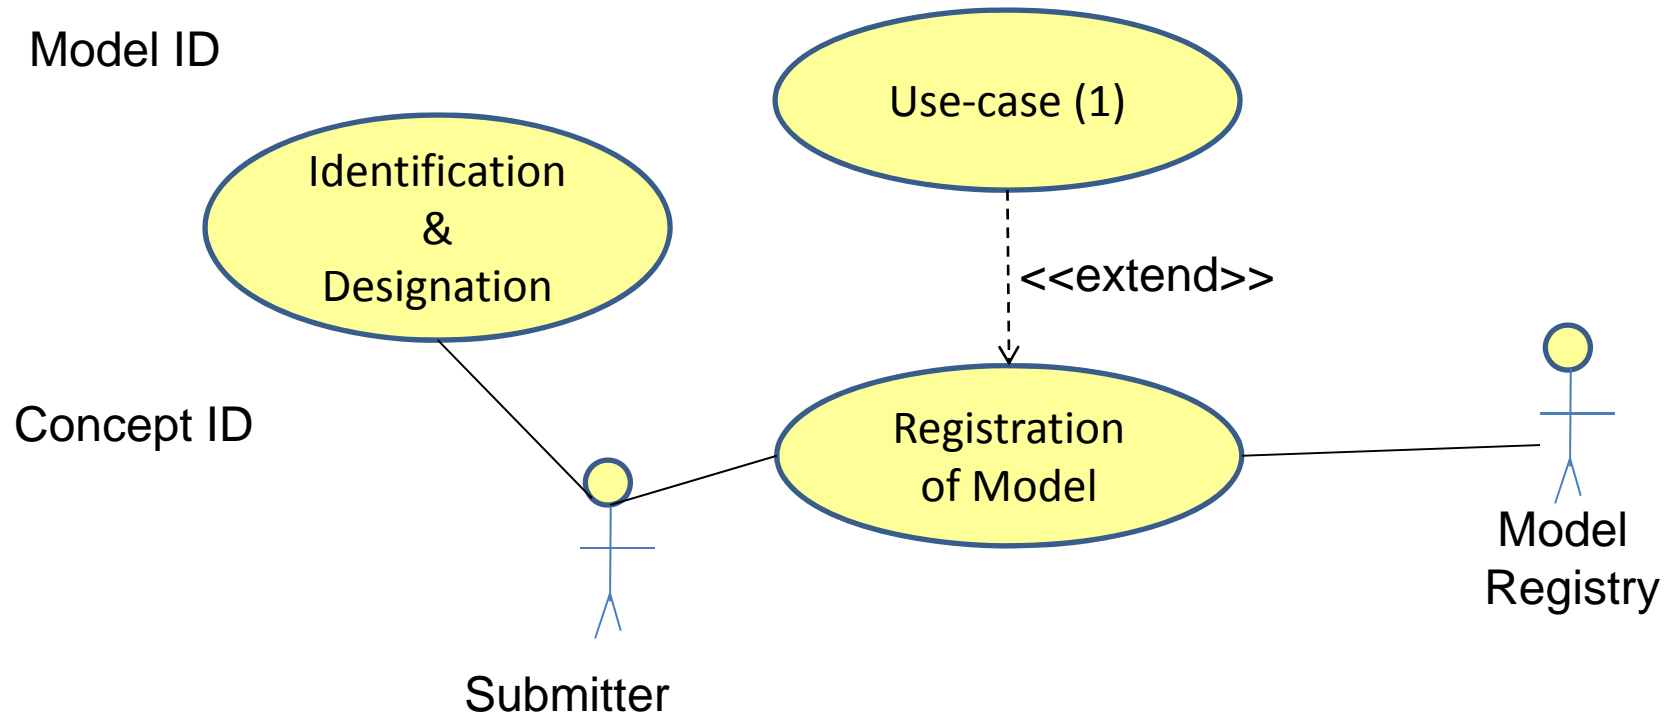 Model ID
Use-case (1)
Identification
&
Designation
<<extend>>
Concept ID
Registration
of Model
Model
Registry
Submitter